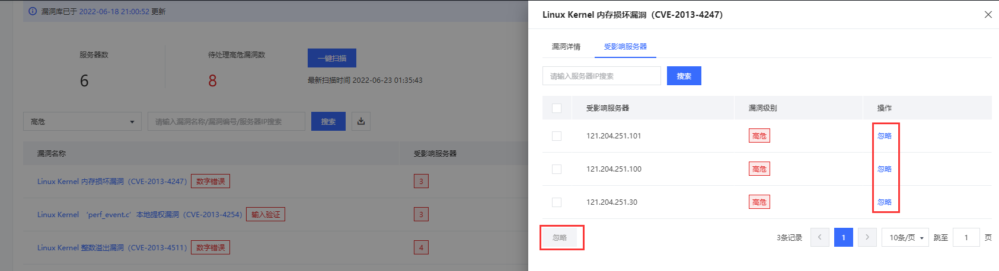 漏洞库已于 2022-06-18 21:00:52 更新
服务器数
待处理高危漏洞数
一键扫描
6
8
最新扫描时间 2022-06-23 01:35:43
高危
请输入漏洞名称/漏洞编号/服务器IP搜索
搜索
漏洞名称
受影响服务器
Linux Kernel 内存损坏漏洞（CVE-2013-4247） 数字错误
3
Linux Kernel ‘perf_event.c’本地提权漏洞（CVE-2013-4254） 输入验证
3
Linux Kernel 整数溢出漏洞（CVE-2013-4511） 数字错误
4
Linux Kernel 内存损坏漏洞（CVE-2013-4247）
漏洞详情
受影响服务器
请输入服务器IP搜索
搜索
受影响服务器
漏洞级别
操作
121.204.251.101
高危
忽略
121.204.251.100
高危
忽略
121.204.251.30
高危
忽略
忽略
3条记录
1
10条/页
跳至
1
页